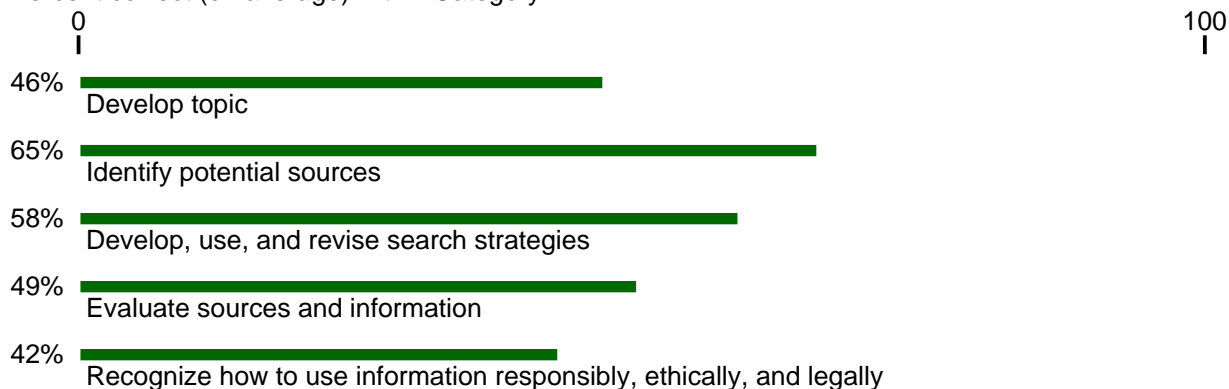 0 100
46%
Develop topic
65%
Identify potential sources
58%
Develop, use, and revise search strategies
49%
Evaluate sources and information
42%
Recognize how to use information responsibly, ethically, and legally